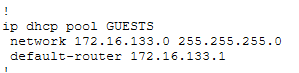 !
ip dhcp pool GUESTS
network 172.16.133.0 255.255.255.0
default-router 172.16.133.1
!